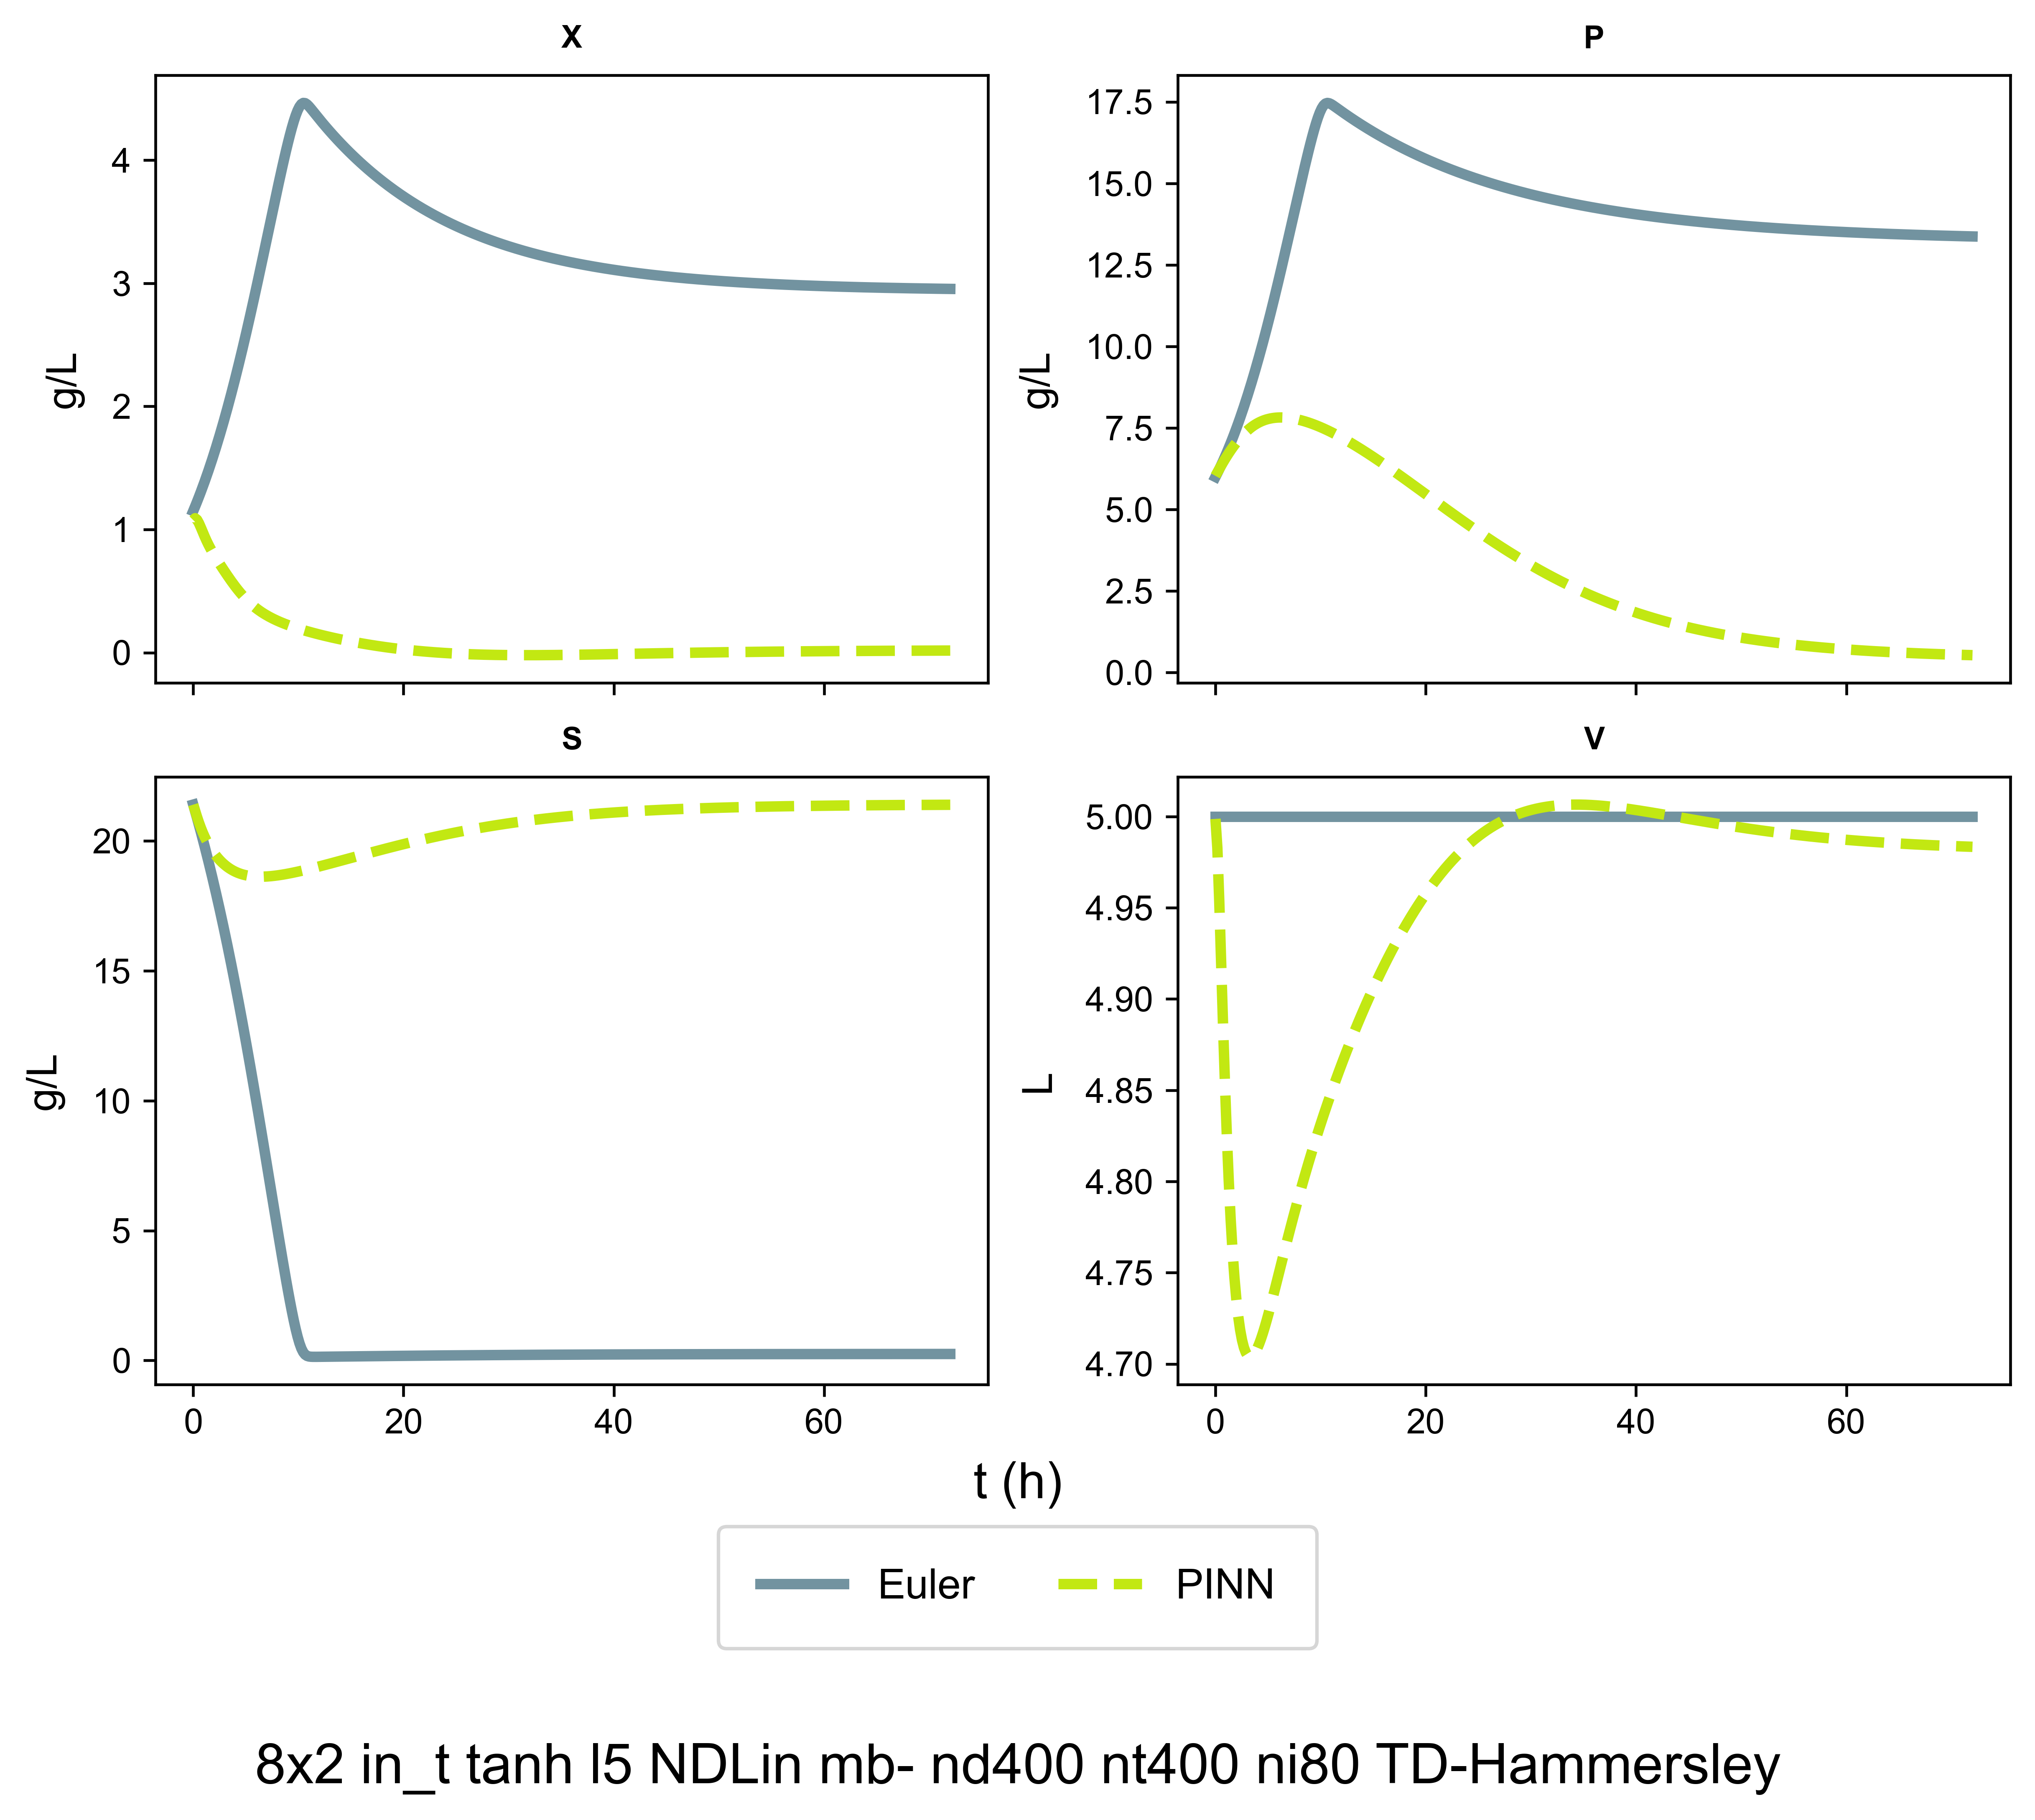 X
4
3
2
1
0
g/L
P
17.5
15.0
12.5
10.0
7.5
5.0
2.5
0.0
g/L
S
20
15
10
5
0
g/L
0 20 40 60
V
5.00
4.95
4.90
4.85
4.80
4.75
4.70
L
0 20 40 60
t (h)
Euler PINN
8x2 in_t tanh l5 NDLin mb- nd400 nt400 ni80 TD-Hammersley